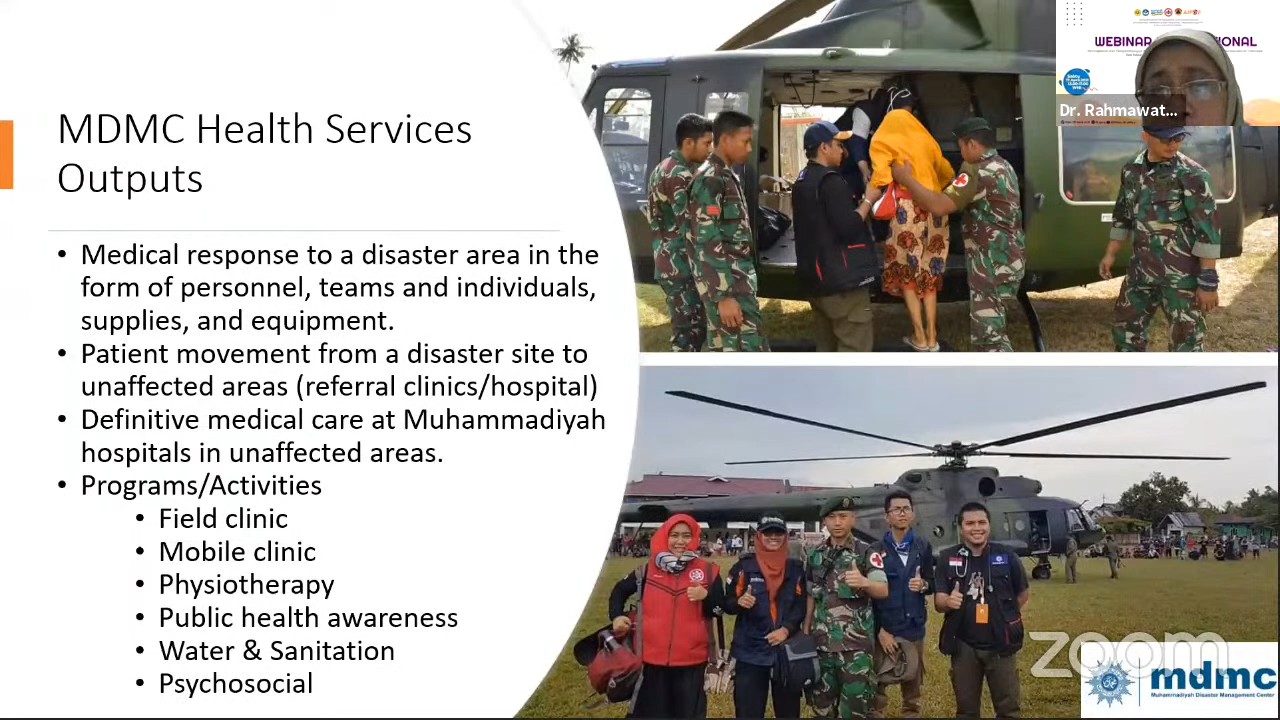 MDMC Health Services
Outputs
• Medical response to a disaster area in the
form of personnel, teams and individuals,
supplies, and equipment.
• Patient movement from a disaster site to
unaffected areas (referral clinics/hospital)
• Definitive medical care at Muhammadiyah
hospitals in unaffected areas.
• Programs/Activities
• Field clinic
• Mobile clinic
• Physiotherapy
• Public health awareness
• Water & Sanitation
• Psychosocial
WEBINAR
Dr. Rahmawat...
zoom
mdmc
Muhammadiyah Disaster Management Center